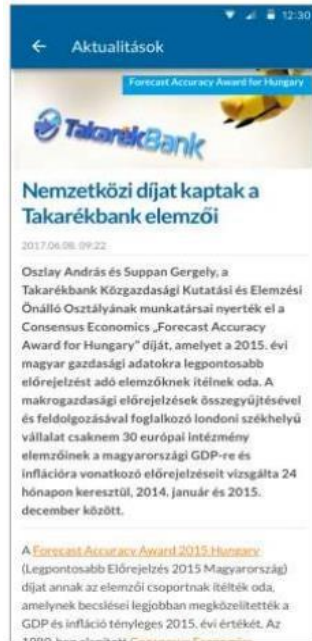 12:30
Aktualitások
Forecast Accuracy Award for Hungary
TakarékBank
Nemzetközi díjat kaptak a
Takarékbank elemzői
2017.06.08. 09:22
Oszlay András és Suppan Gergely, a
Takarékbank Közgazdasági Kutatási és Elemzési
Önálló Osztályának munkatársai nyerték el a
Consensus Economics „Forecast Accuracy
Award for Hungary” díját, amelyet a 2015. évi
magyar gazdasági adatokra legpontosabb
előrejelzést adó elemzőknek ítélnek oda. A
makrogazdasági előrejelzések összegyűjtésével
és feldolgozásával foglalkozó londoni székhelyű
vállalat csaknem 30 európai intézmény
elemzőinek a magyarországi GDP-re és
inflációra vonatkozó előrejelzéseit vizsgálta 24
hónapon keresztül, 2014. január és 2015.
december között.
A Forecast Accuracy Award 2015 Hungary
(Legpontosabb Előrejelzés 2015 Magyarország)
díjat annak az elemzői csoportnak ítélték oda,
amelynek becslései legjobban megközelítették a
GDP és infláció tényleges 2015. évi értékét. Az